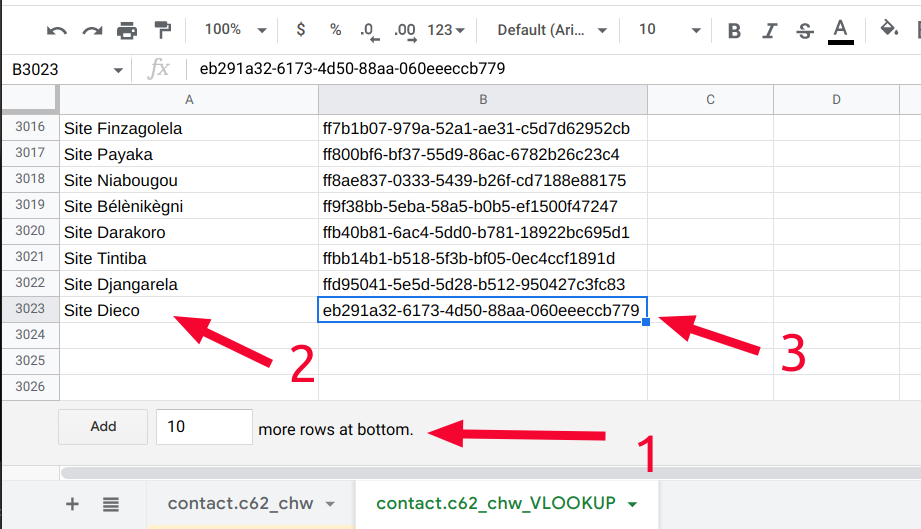 100% $ % .0 .00 123 Default (Ari... 10 B I S A
B3023 fx eb291a32-6173-4d50-88aa-060eeeccb779
A B C D
3016 Site Finzagolela ff7b1b07-979a-52a1-ae31-c5d7d62952cb
3017 Site Payaka ff800bf6-bf37-55d9-86ac-6782b26c23c4
3018 Site Niabougou ff8ae837-0333-5439-b26f-cd7188e88175
3019 Site Bélènikègni ff9f38bb-5eba-58a5-b0b5-ef1500f47247
3020 Site Darakoro ffb40b81-6ac4-5dd0-b781-18922bc695d1
3021 Site Tintiba ffbb14b1-b518-5f3b-bf05-0ec4ccf1891d
3022 Site Djangarela ffd95041-5e5d-5d28-b512-950427c3fc83
3023 Site Dieco eb291a32-6173-4d50-88aa-060eeeccb779
3024
2 3
3025
3026
Add 10 more rows at bottom.
1
+ contact.c62_chw contact.c62_chw_VLOOKUP